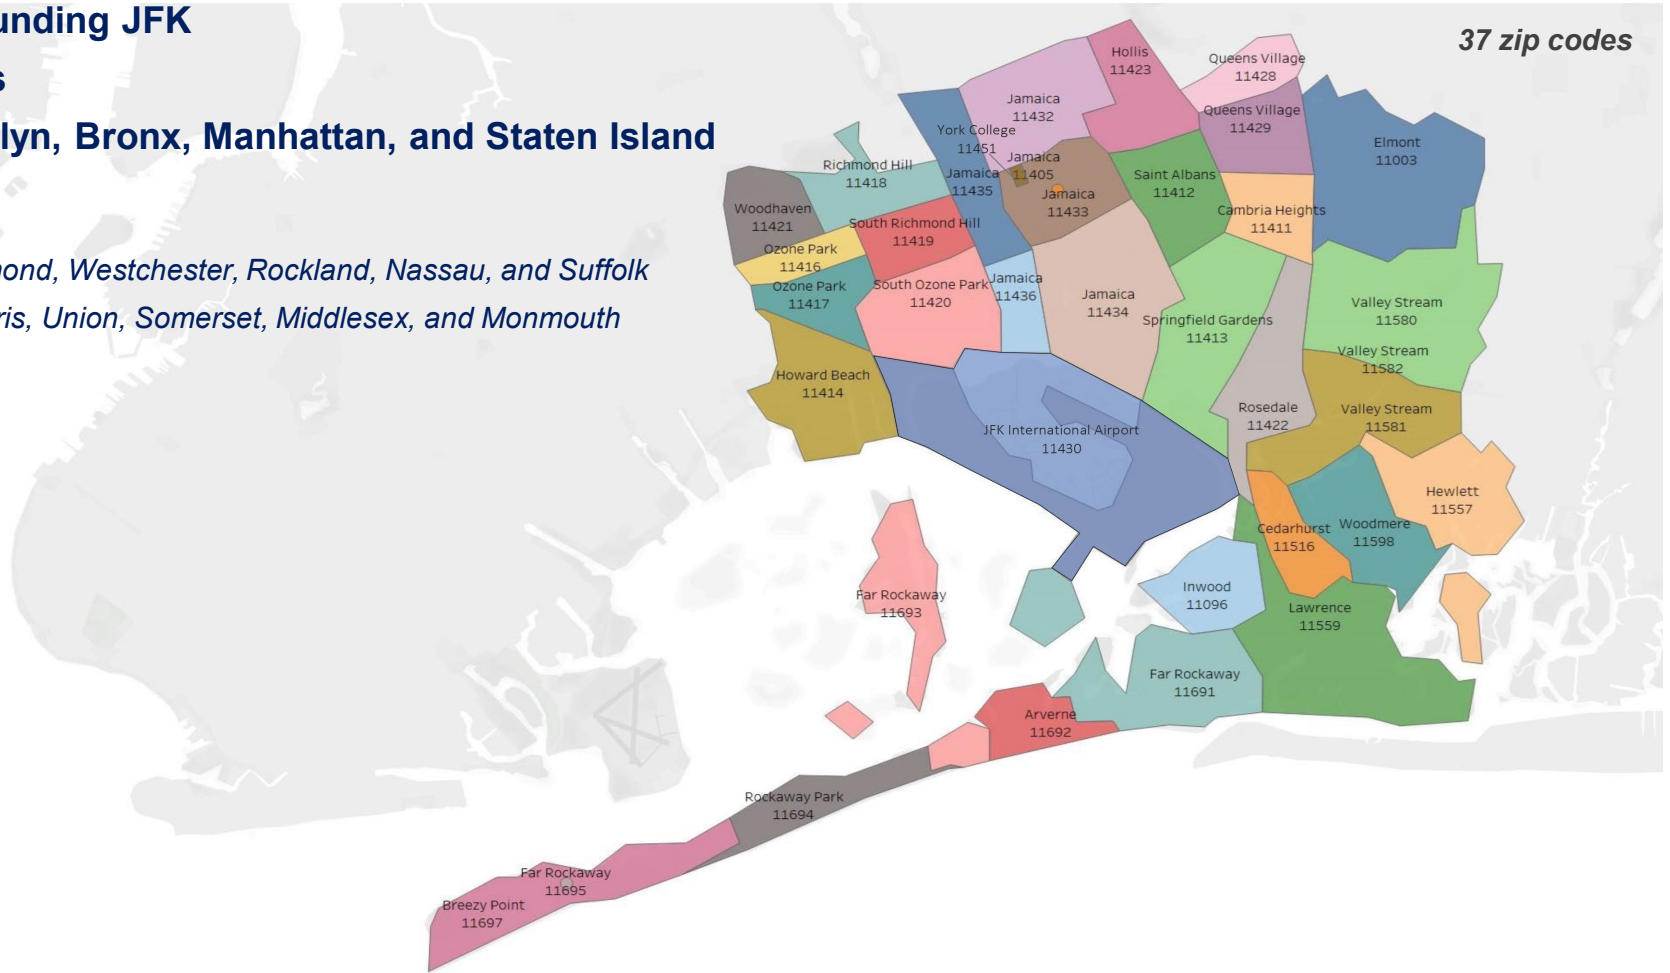 unding JFK
s
lyn, Bronx, Manhattan, and Staten Island
ond, Westchester, Rockland, Nassau, and Suffolk
ris, Union, Somerset, Middlesex, and Monmouth
37 zip codes
Hollis
11423
Queens Village
11428
Jamaica
11432
Queens Village
11429
York College
11451
Elmont
11003
Jamaica
11405
Richmond Hill
11418
Jamaica
11435
Saint Albans
11412
Jamaica
11433
Woodhaven
11421
Cambria Heights
11411
South Richmond Hill
11419
Ozone Park
11416
Ozone Park
11417
South Ozone Park
11420
Jamaica
11436
Jamaica
11434
Springfield Gardens
11413
Valley Stream
11580
Valley Stream
11582
Howard Beach
11414
Rosedale
11422
Valley Stream
11581
JFK International Airport
11430
Hewlett
11557
Cedarhurst
11516
Woodmere
11598
Far Rockaway
11693
Inwood
11096
Lawrence
11559
Far Rockaway
11691
Arverne
11692
Rockaway Park
11694
Far Rockaway
11695
Breezy Point
11697